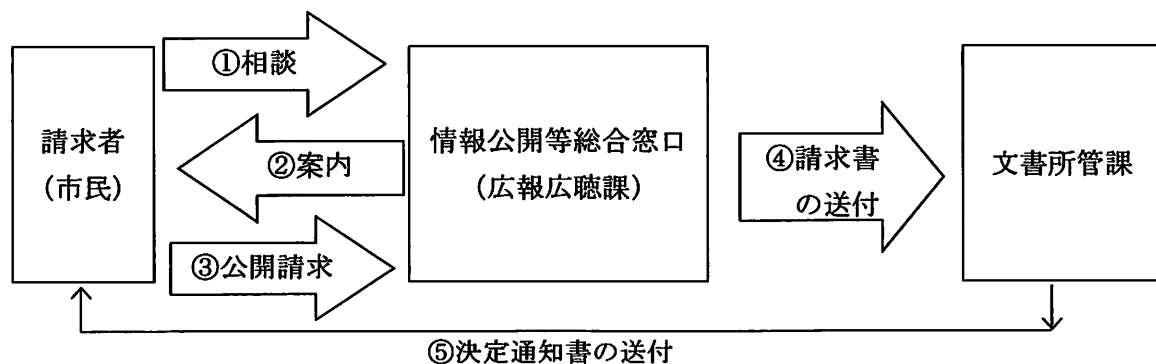 ①相談
請求者
(市民)
②案内
③公開請求
情報公開等総合窓口
(広報広聴課)
④請求書
の送付
文書所管課
⑤決定通知書の送付